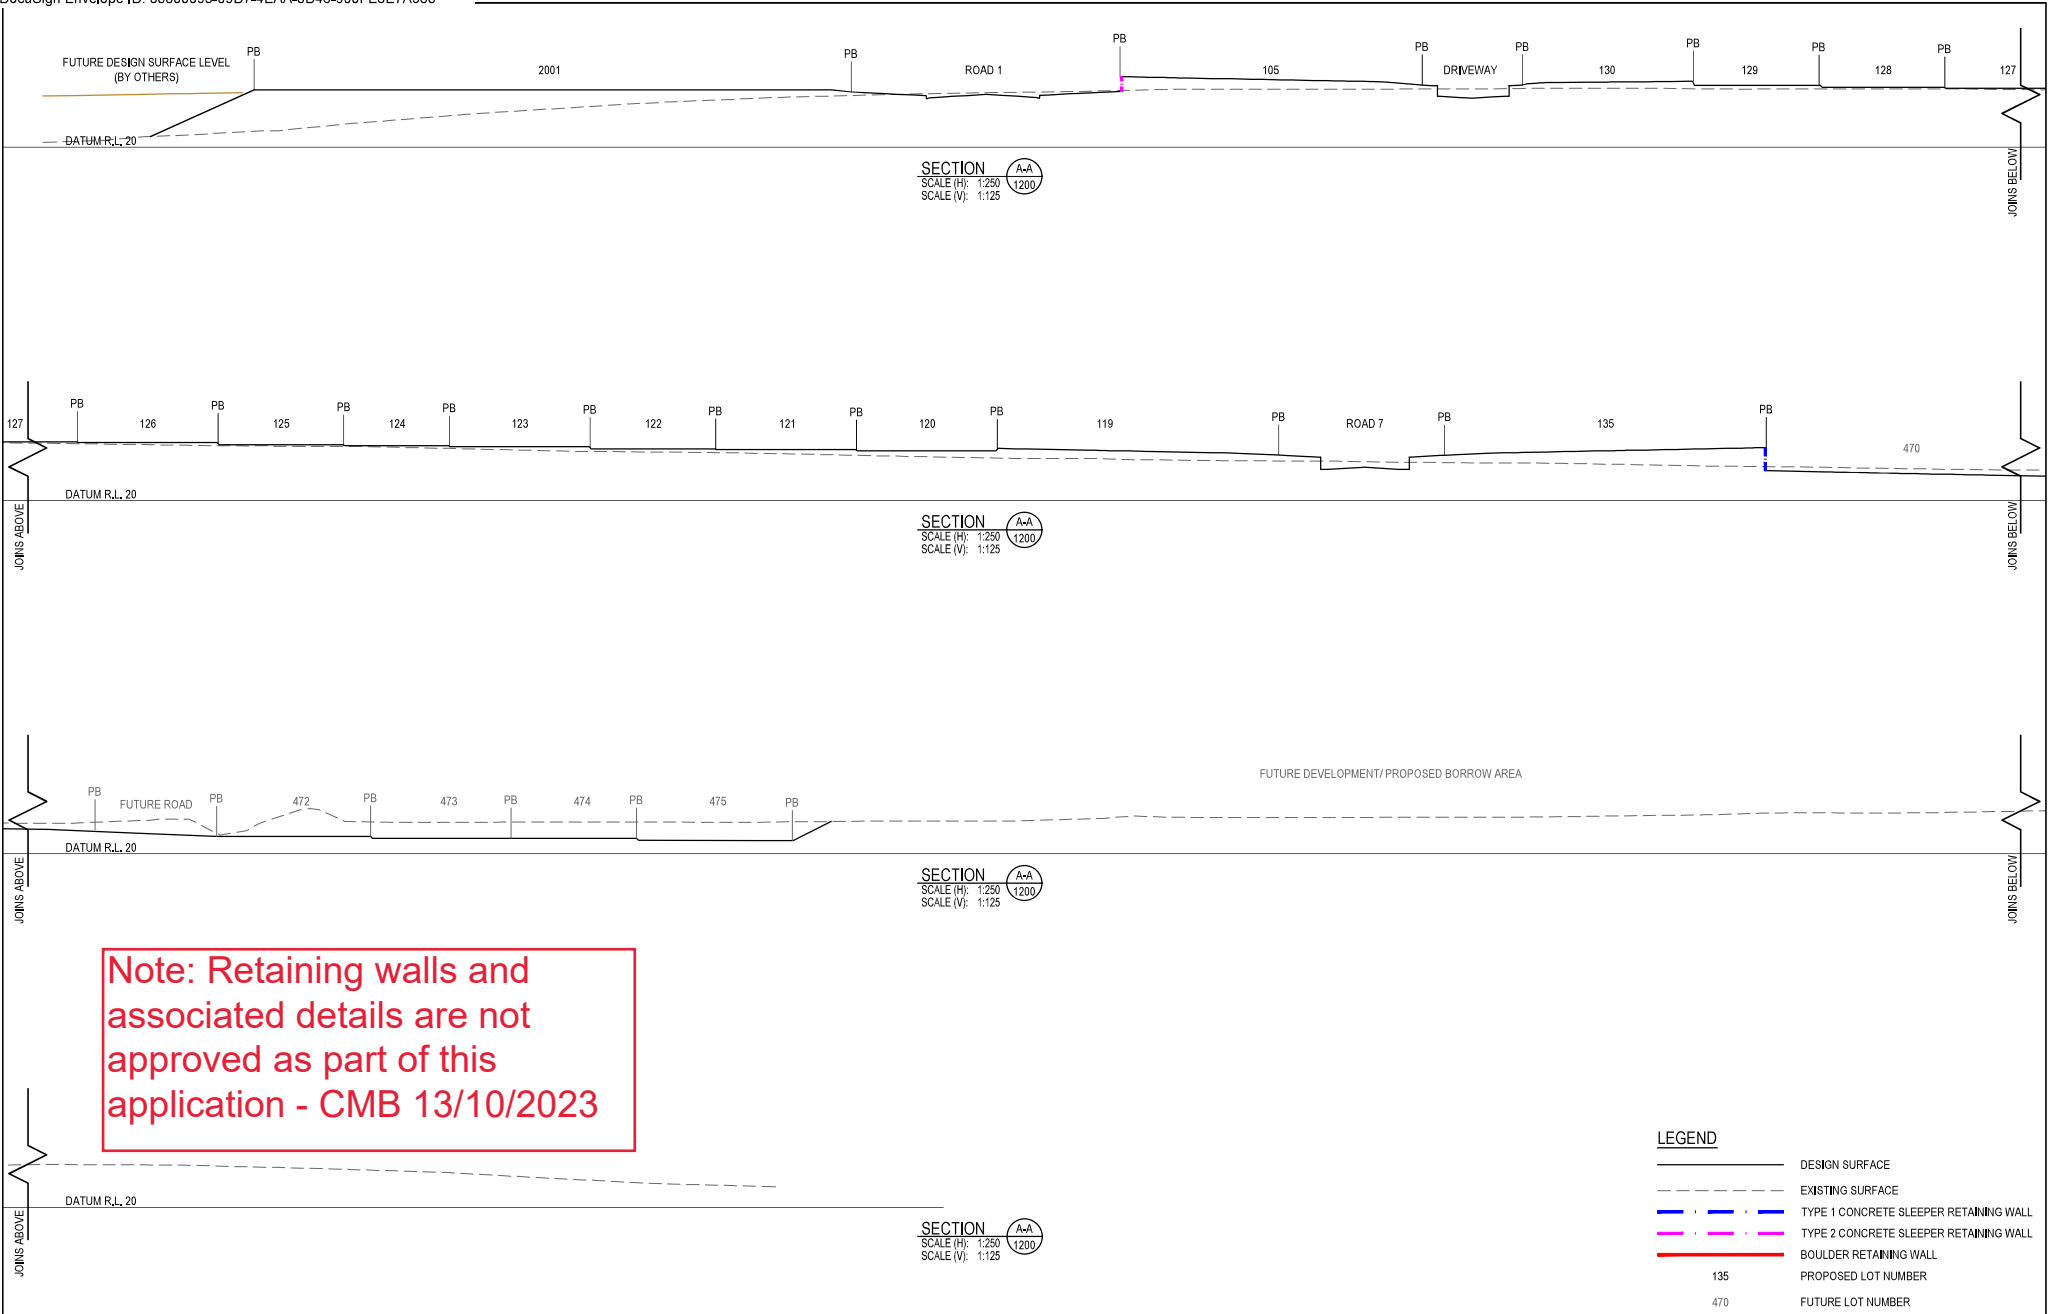 FUTURE DESIGN SURFACE LEVEL
(BY OTHERS)
PB
2001
PB
ROAD 1
PB
105
PB
DRIVEWAY
PB
130
PB
129
PB
128
PB
127
DATUM R.L. 20
JOINS BELOW
SECTION A-A
SCALE (H): 1:250 1200
SCALE (V): 1:125
127
PB
126
PB
125
PB
124
PB
123
PB
122
PB
121
PB
120
PB
119
PB
ROAD 7
PB
135
PB
470
DATUM R.L. 20
JOINS ABOVE
JOINS BELOW
SECTION A-A
SCALE (H): 1:250 1200
SCALE (V): 1:125
FUTURE DEVELOPMENT/ PROPOSED BORROW AREA
PB
FUTURE ROAD
PB
472
PB
473
PB
474
PB
475
PB
DATUM R.L. 20
JOINS ABOVE
JOINS BELOW
SECTION A-A
SCALE (H): 1:250 1200
SCALE (V): 1:125
Note: Retaining walls and
associated details are not
approved as part of this
application - CMB 13/10/2023
DATUM R.L. 20
JOINS ABOVE
SECTION A-A
SCALE (H): 1:250 1200
SCALE (V): 1:125
LEGEND
DESIGN SURFACE
EXISTING SURFACE
TYPE 1 CONCRETE SLEEPER RETAINING WALL
TYPE 2 CONCRETE SLEEPER RETAINING WALL
BOULDER RETAINING WALL
135 PROPOSED LOT NUMBER
470 FUTURE LOT NUMBER